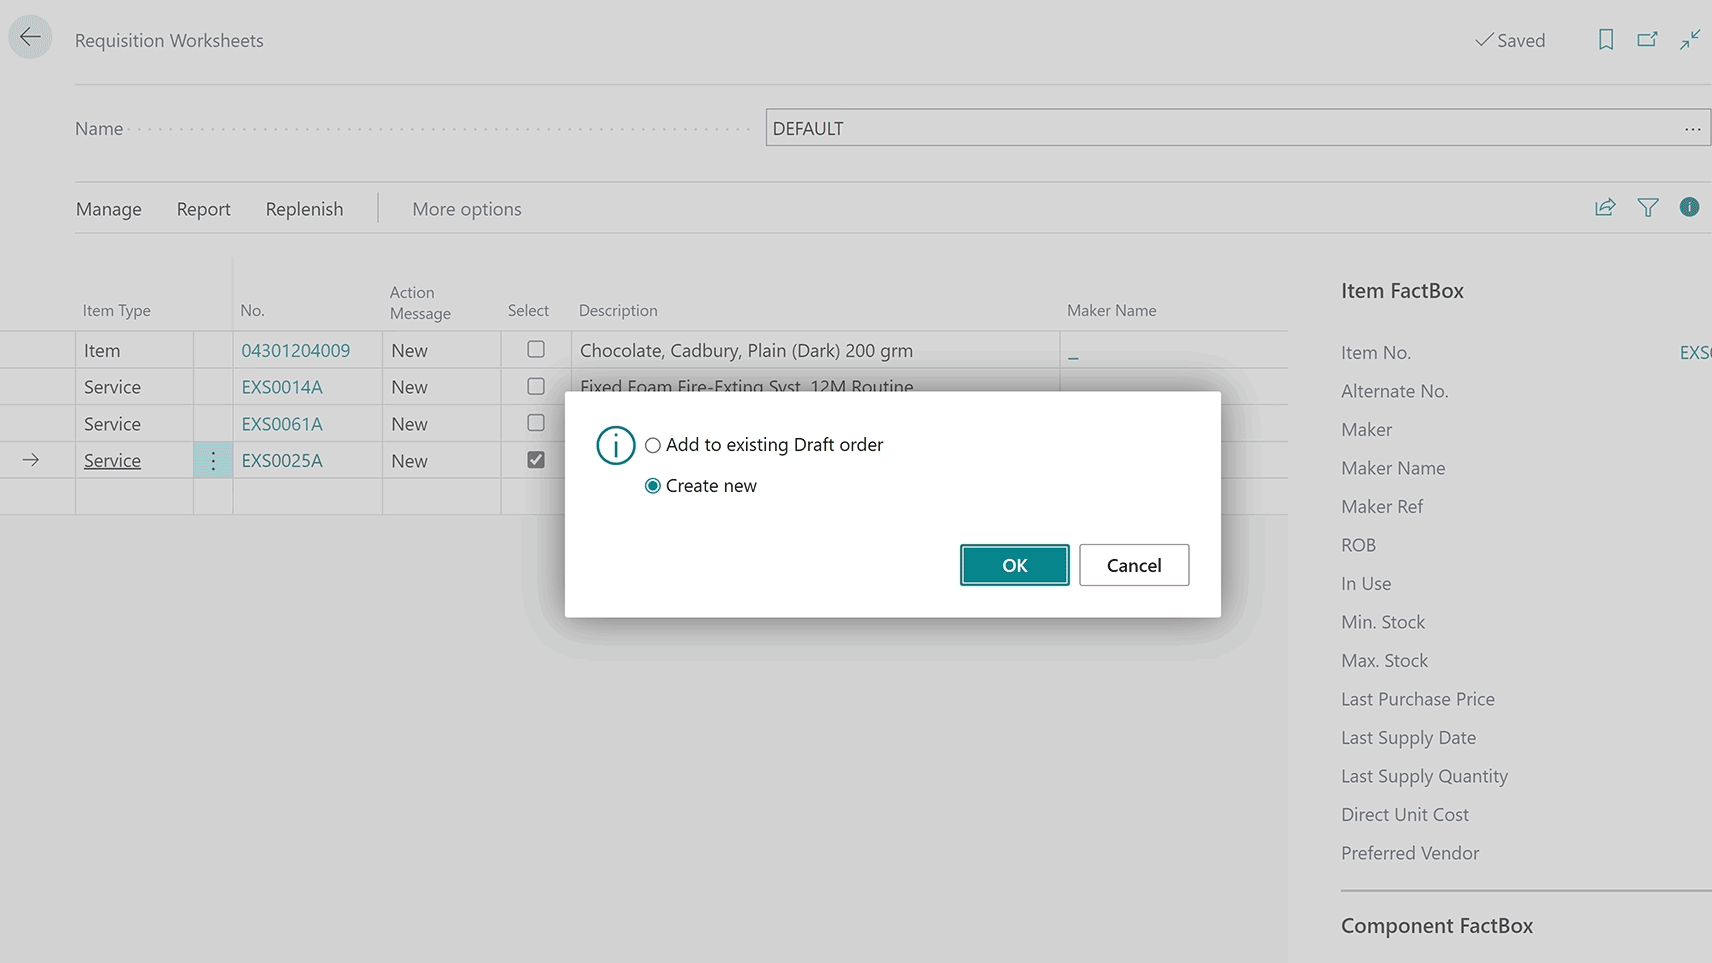 Requisition Worksheets
Saved
Name
DEFAULT
Manage Report Replenish More options
Item Type No. Action Message Select Description Maker Name
Item 04301204009 New Chocolate, Cadbury, Plain (Dark) 200 grm
Service EXS0014A New Fixed Foam Fire-Exting Syst, 12M Routine
Service EXS0061A New
Service EXS0025A New
Add to existing Draft order
Create new
OK Cancel
Item FactBox
Item No. EXS0
Alternate No.
Maker
Maker Name
Maker Ref
ROB
In Use
Min. Stock
Max. Stock
Last Purchase Price
Last Supply Date
Last Supply Quantity
Direct Unit Cost
Preferred Vendor
Component FactBox